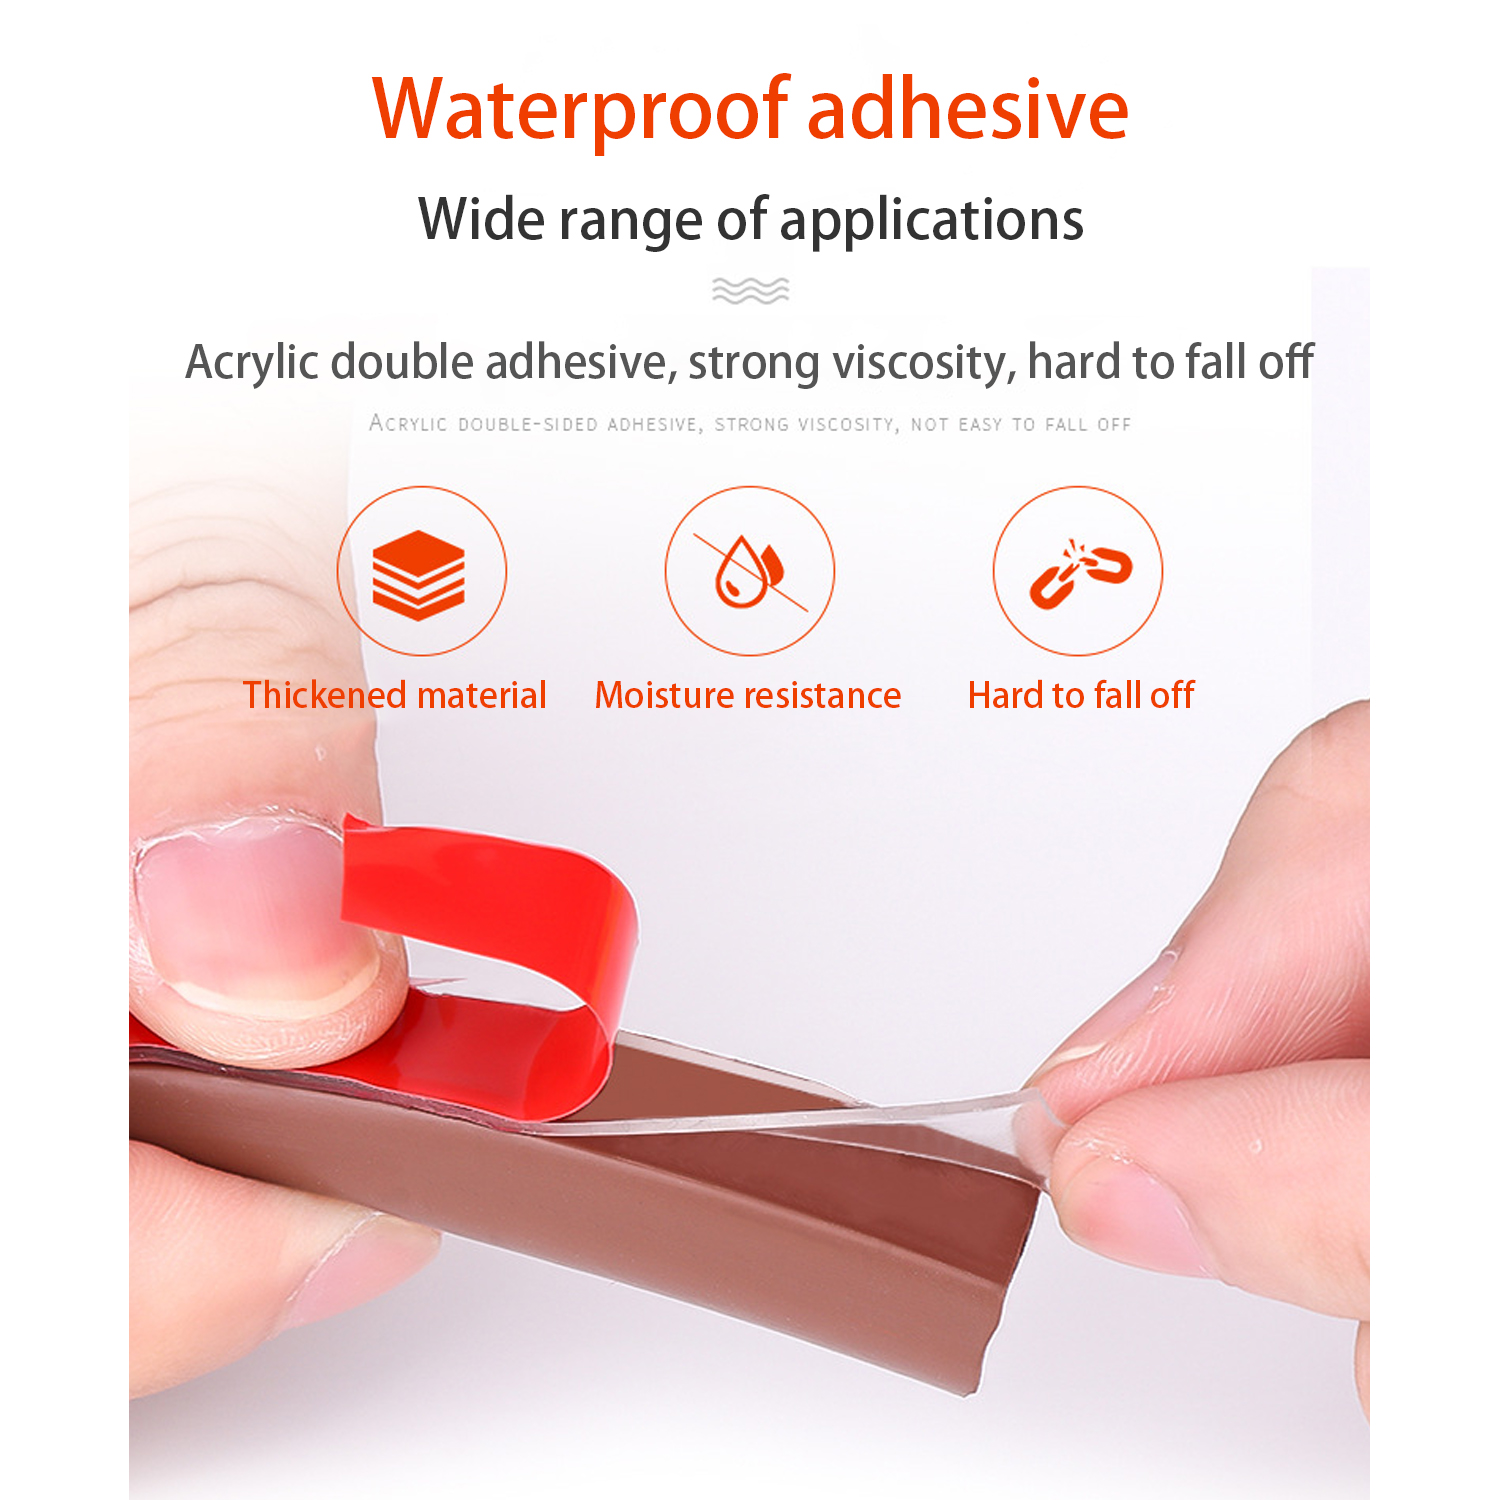 Waterproof adhesive
Wide range of applications
Acrylic double adhesive, strong viscosity, hard to fall off
Acrylic double-sided adhesive, strong viscosity, not easy to fall off
Thickened material
Moisture resistance
Hard to fall off